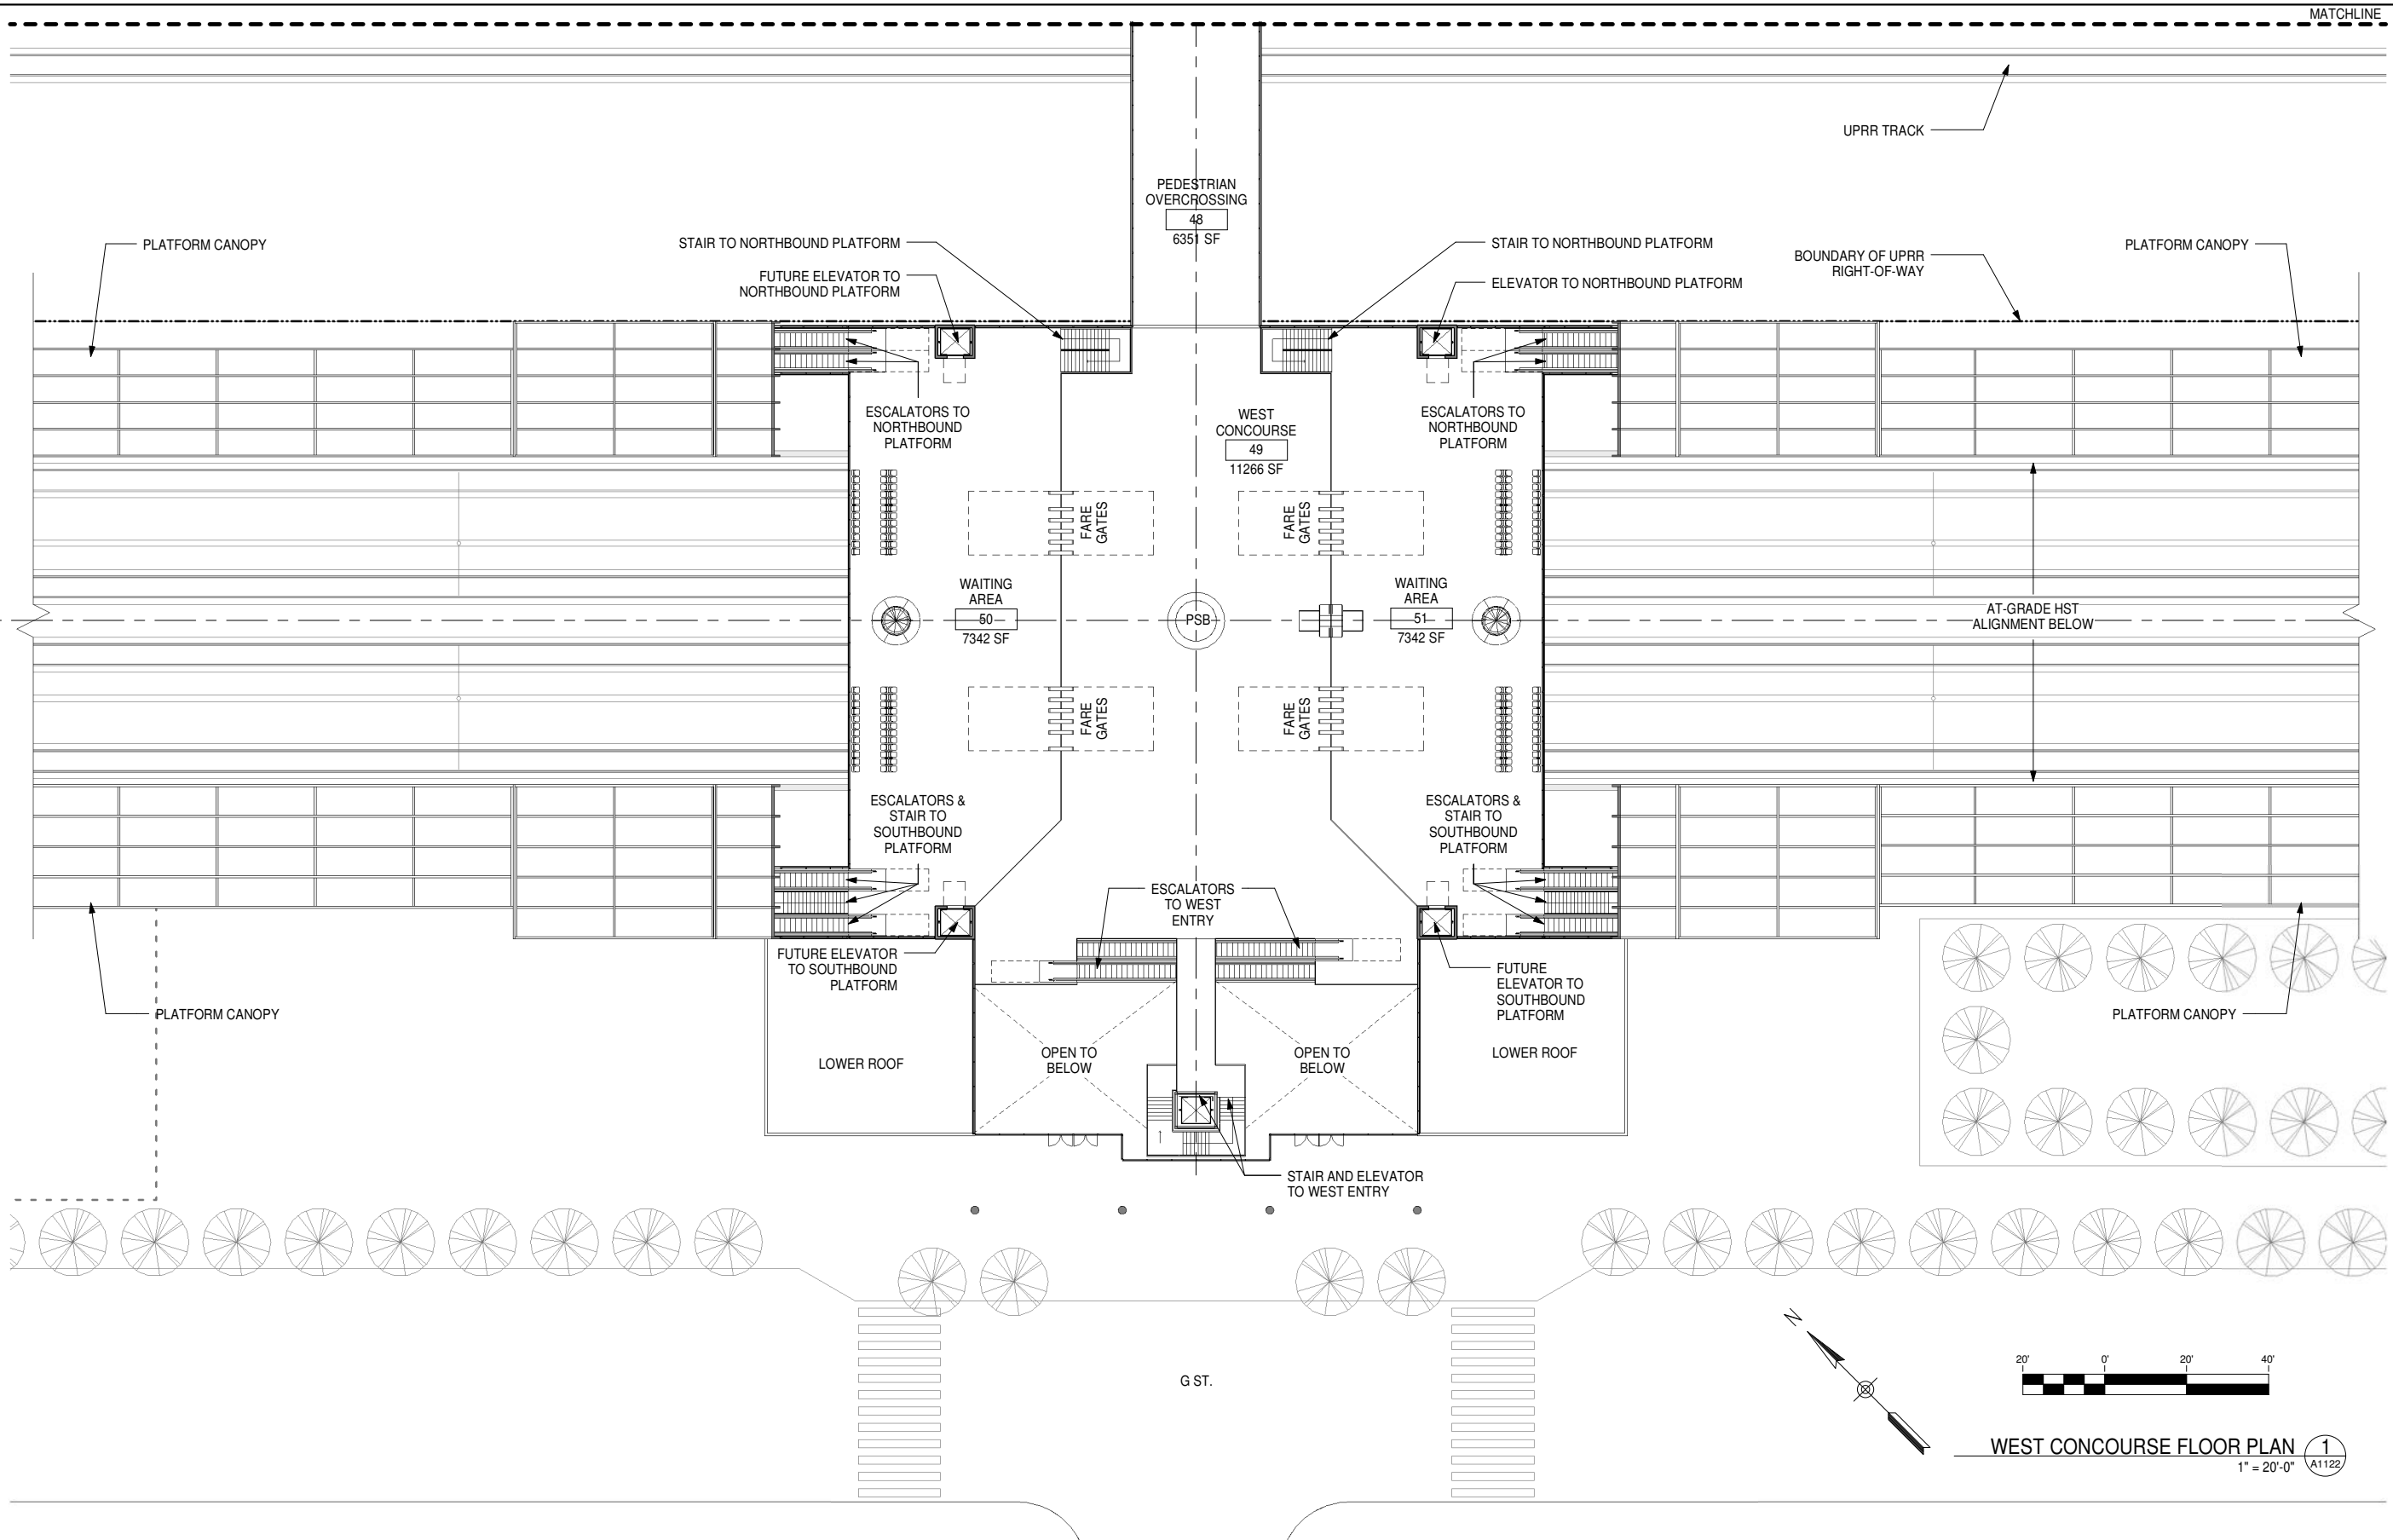 MATCHLINE
UPRR TRACK
PEDESTRIAN
OVERCROSSING
48
6351 SF
PLATFORM CANOPY
STAIR TO NORTHBOUND PLATFORM
STAIR TO NORTHBOUND PLATFORM
PLATFORM CANOPY
FUTURE ELEVATOR TO
NORTHBOUND PLATFORM
ELEVATOR TO NORTHBOUND PLATFORM
BOUNDARY OF UPRR
RIGHT-OF-WAY
ESCALATORS TO
NORTHBOUND
PLATFORM
WEST
CONCOURSE
49
11266 SF
ESCALATORS TO
NORTHBOUND
PLATFORM
FARE
GATES
FARE
GATES
WAITING
AREA
50
7342 SF
PSB
WAITING
AREA
51
7342 SF
AT-GRADE HST
ALIGNMENT BELOW
FARE
GATES
FARE
GATES
ESCALATORS &
STAIR TO
SOUTHBOUND
PLATFORM
ESCALATORS &
STAIR TO
SOUTHBOUND
PLATFORM
ESCALATORS
TO WEST
ENTRY
FUTURE ELEVATOR
TO SOUTHBOUND
PLATFORM
FUTURE
ELEVATOR TO
SOUTHBOUND
PLATFORM
PLATFORM CANOPY
PLATFORM CANOPY
LOWER ROOF
OPEN TO
BELOW
OPEN TO
BELOW
LOWER ROOF
STAIR AND ELEVATOR
TO WEST ENTRY
G ST.
N
20' 0' 20' 40'
WEST CONCOURSE FLOOR PLAN
1" = 20'-0"
1
A1122